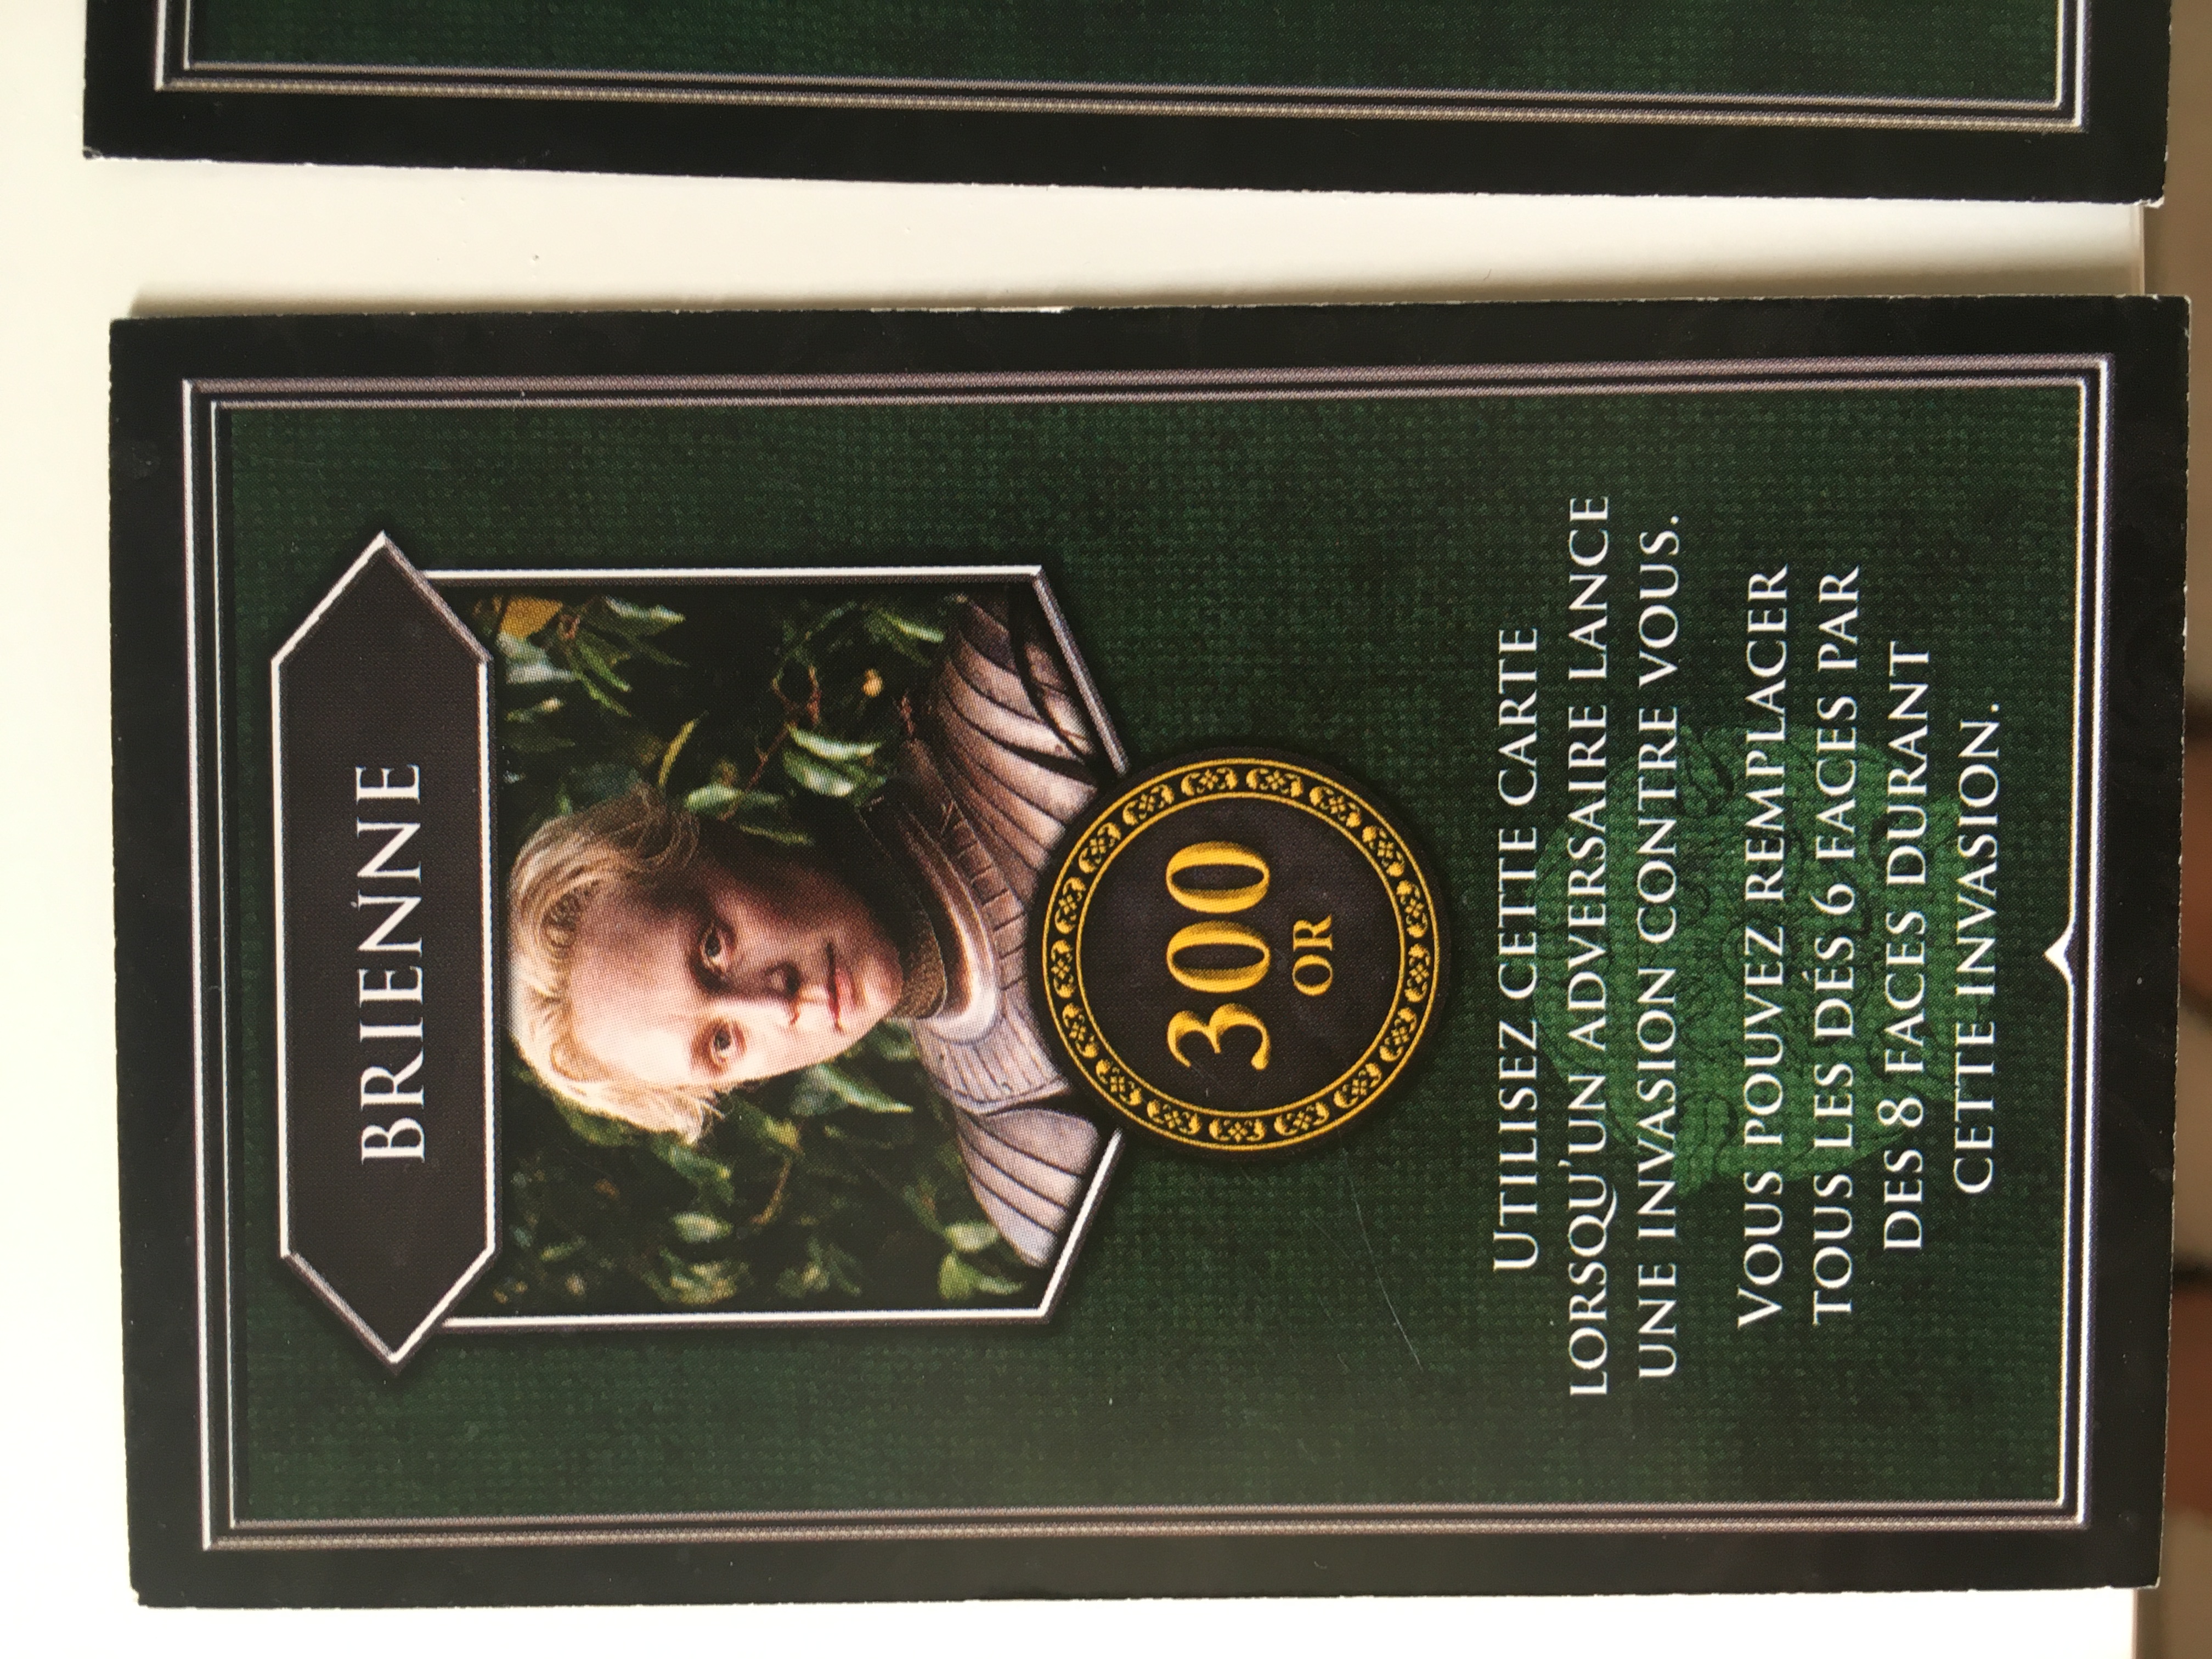 BRIENNE
300
OR
UTILISEZ CETTE CARTE
LORSQU'UN ADVERSAIRE LANCE
UNE INVASION CONTRE VOUS.
VOUS POUVEZ REMPLACER
TOUS LES DÉS 6 FACES PAR
DES 8 FACES DURANT
CETTE INVASION.